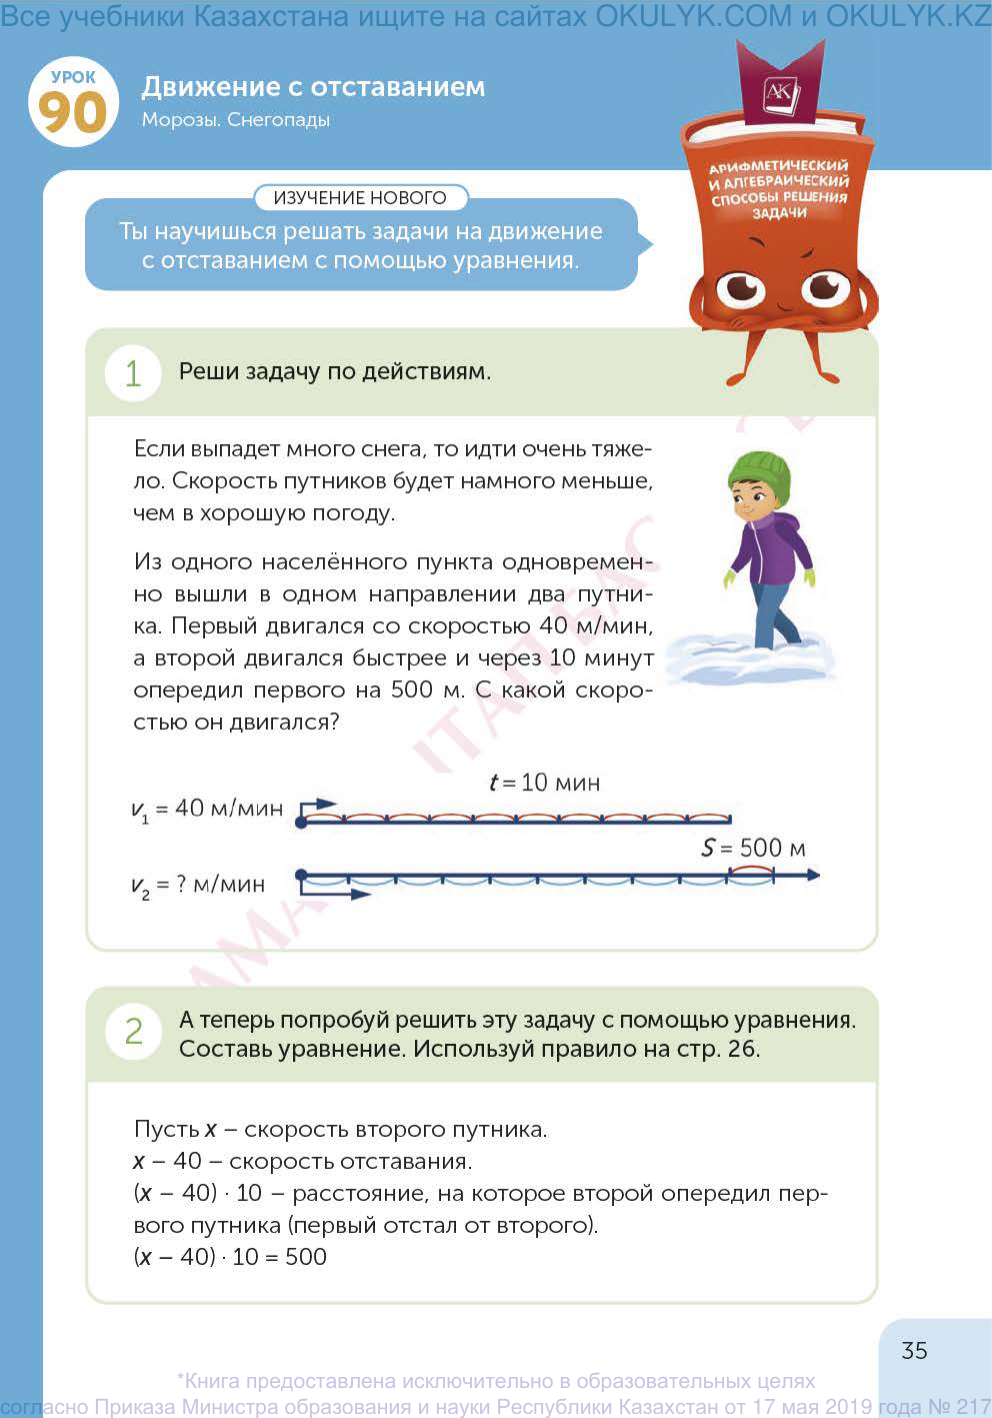 Все учебники Казахстана ищите на сайтах OKULYK.COM и OKULYK.KZ
УРОК
90
Движение с отставанием
Морозы. Снегопады
АК
АРИФМЕТИЧЕСКИЙ
И АЛГЕБРАИЧЕСКИЙ
СПОСОБЫ РЕШЕНИЯ
ЗАДАЧИ
ИЗУЧЕНИЕ НОВОГО
Ты научишься решать задачи на движение
с отставанием с помощью уравнения.
1
Реши задачу по действиям.
Если выпадет много снега, то идти очень тяже-
ло. Скорость путников будет намного меньше,
чем в хорошую погоду.
Из одного населённого пункта одновремен-
но вышли в одном направлении два путни-
ка. Первый двигался со скоростью 40 м/мин,
а второй двигался быстрее и через 10 минут
опередил первого на 500 м. С какой скоро-
стью он двигался?
t = 10 мин
v₁ = 40 м/мин
S = 500 м
v₂ = ? м/мин
2
А теперь попробуй решить эту задачу с помощью уравнения.
Составь уравнение. Используй правило на стр. 26.
Пусть x – скорость второго путника.
x – 40 – скорость отставания.
(x – 40) · 10 – расстояние, на которое второй опередил пер-
вого путника (первый отстал от второго).
(x – 40) · 10 = 500
35
*Книга предоставлена исключительно в образовательных целях
согласно Приказа Министра образования и науки Республики Казахстан от 17 мая 2019 года № 217